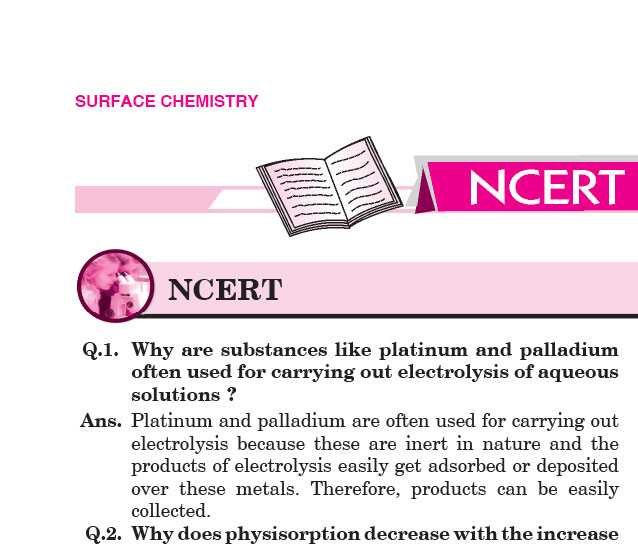 SURFACE CHEMISTRY
NCERT
NCERT
Q.1. Why are substances like platinum and palladium
often used for carrying out electrolysis of aqueous
solutions ?
Ans. Platinum and palladium are often used for carrying out
electrolysis because these are inert in nature and the
products of electrolysis easily get adsorbed or deposited
over these metals. Therefore, products can be easily
collected.
Q.2. Why does physisorption decrease with the increase